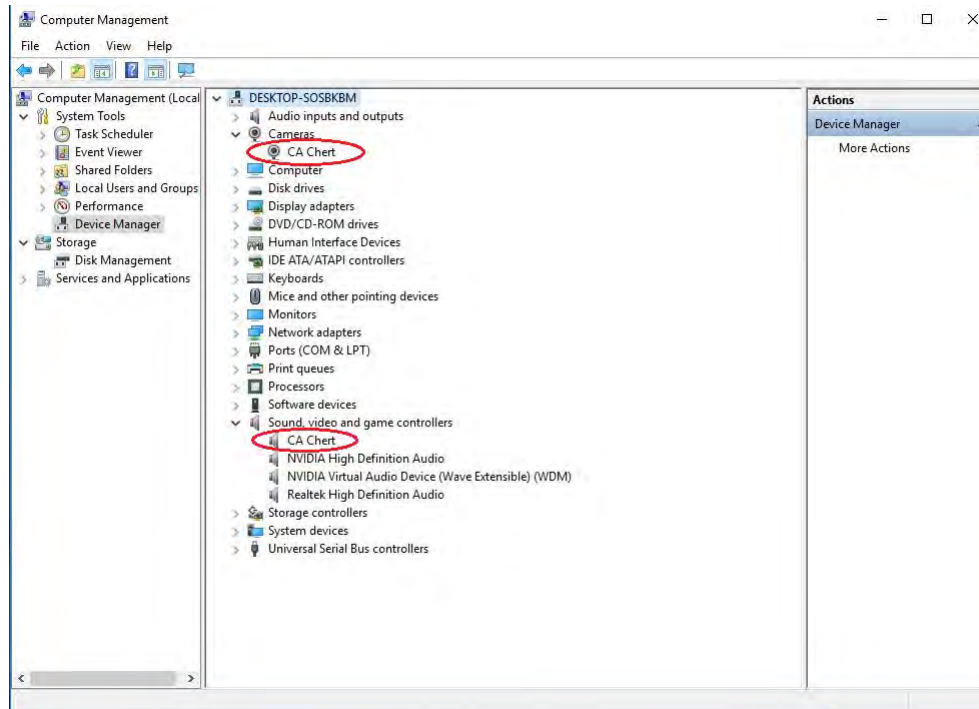 Computer Management
File Action View Help
Computer Management (Local
System Tools
Task Scheduler
Event Viewer
Shared Folders
Local Users and Groups
Performance
Device Manager
Storage
Disk Management
Services and Applications
DESKTOP-SOSBKBM
Audio inputs and outputs
Cameras
CA Chert
Computer
Disk drives
Display adapters
DVD/CD-ROM drives
Human Interface Devices
IDE ATA/ATAPI controllers
Keyboards
Mice and other pointing devices
Monitors
Network adapters
Ports (COM & LPT)
Print queues
Processors
Software devices
Sound, video and game controllers
CA Chert
NVIDIA High Definition Audio
NVIDIA Virtual Audio Device (Wave Extensible) (WDM)
Realtek High Definition Audio
Storage controllers
System devices
Universal Serial Bus controllers
Actions
Device Manager
More Actions